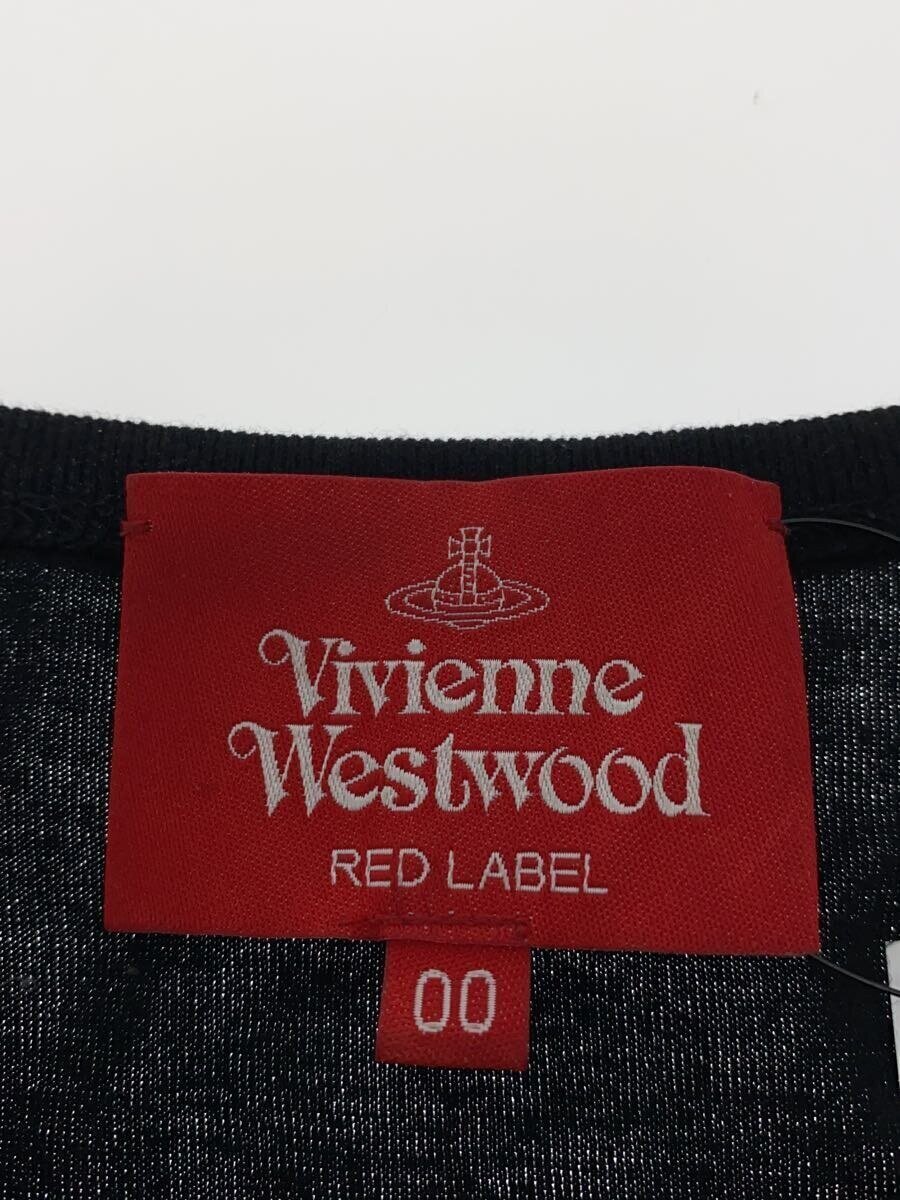 Vivienne
Westwood
RED LABEL
00